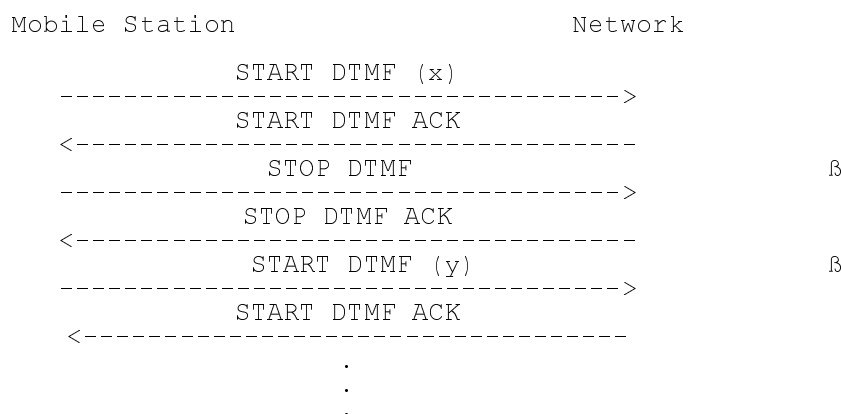 Mobile Station Network
START DTMF (x)
----------------------------------->
START DTMF ACK
<-----------------------------------
STOP DTMF ß
----------------------------------->
STOP DTMF ACK
<-----------------------------------
START DTMF (y) ß
----------------------------------->
START DTMF ACK
<----------------------------------
.
.
.